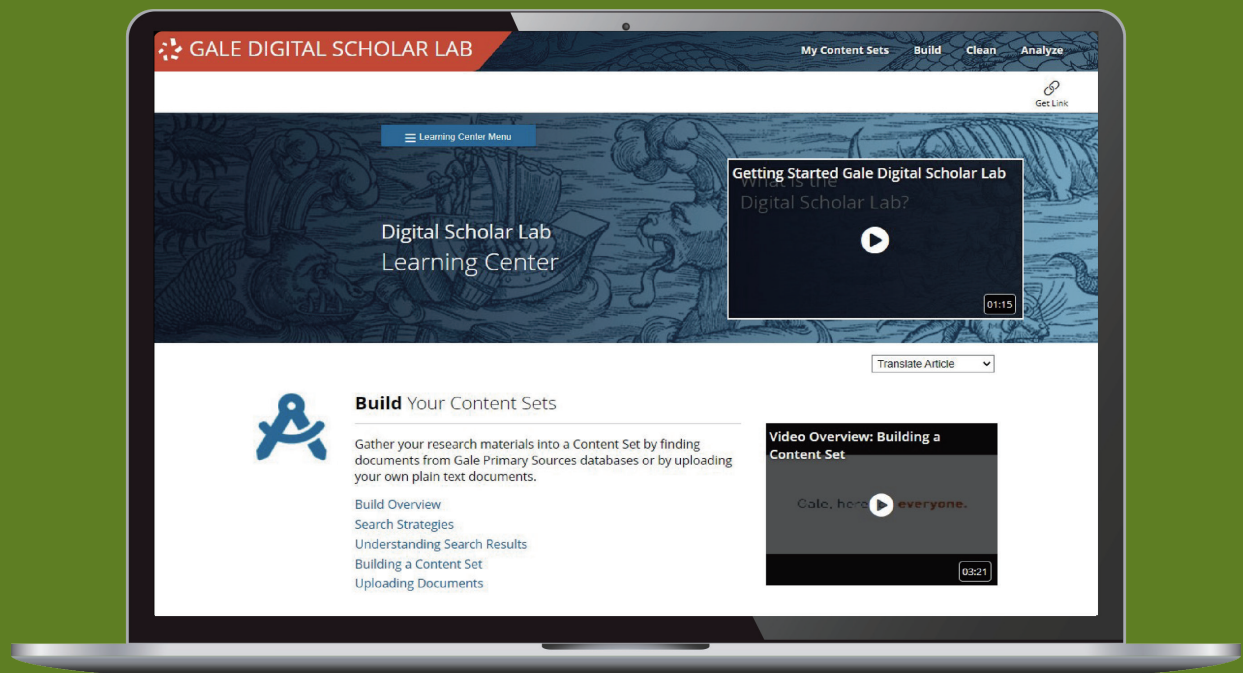 GALE DIGITAL SCHOLAR LAB
My Content Sets Build Clean Analyze
Get Link
Learning Center Menu
Getting Started Gale Digital Scholar Lab
What is the
Digital Scholar Lab?
01:15
Digital Scholar Lab
Learning Center
Translate Article
Build Your Content Sets
Gather your research materials into a Content Set by finding
documents from Gale Primary Sources databases or by uploading
your own plain text documents.
Build Overview
Search Strategies
Understanding Search Results
Building a Content Set
Uploading Documents
Video Overview: Building a
Content Set
Gale, here everyone.
03:21